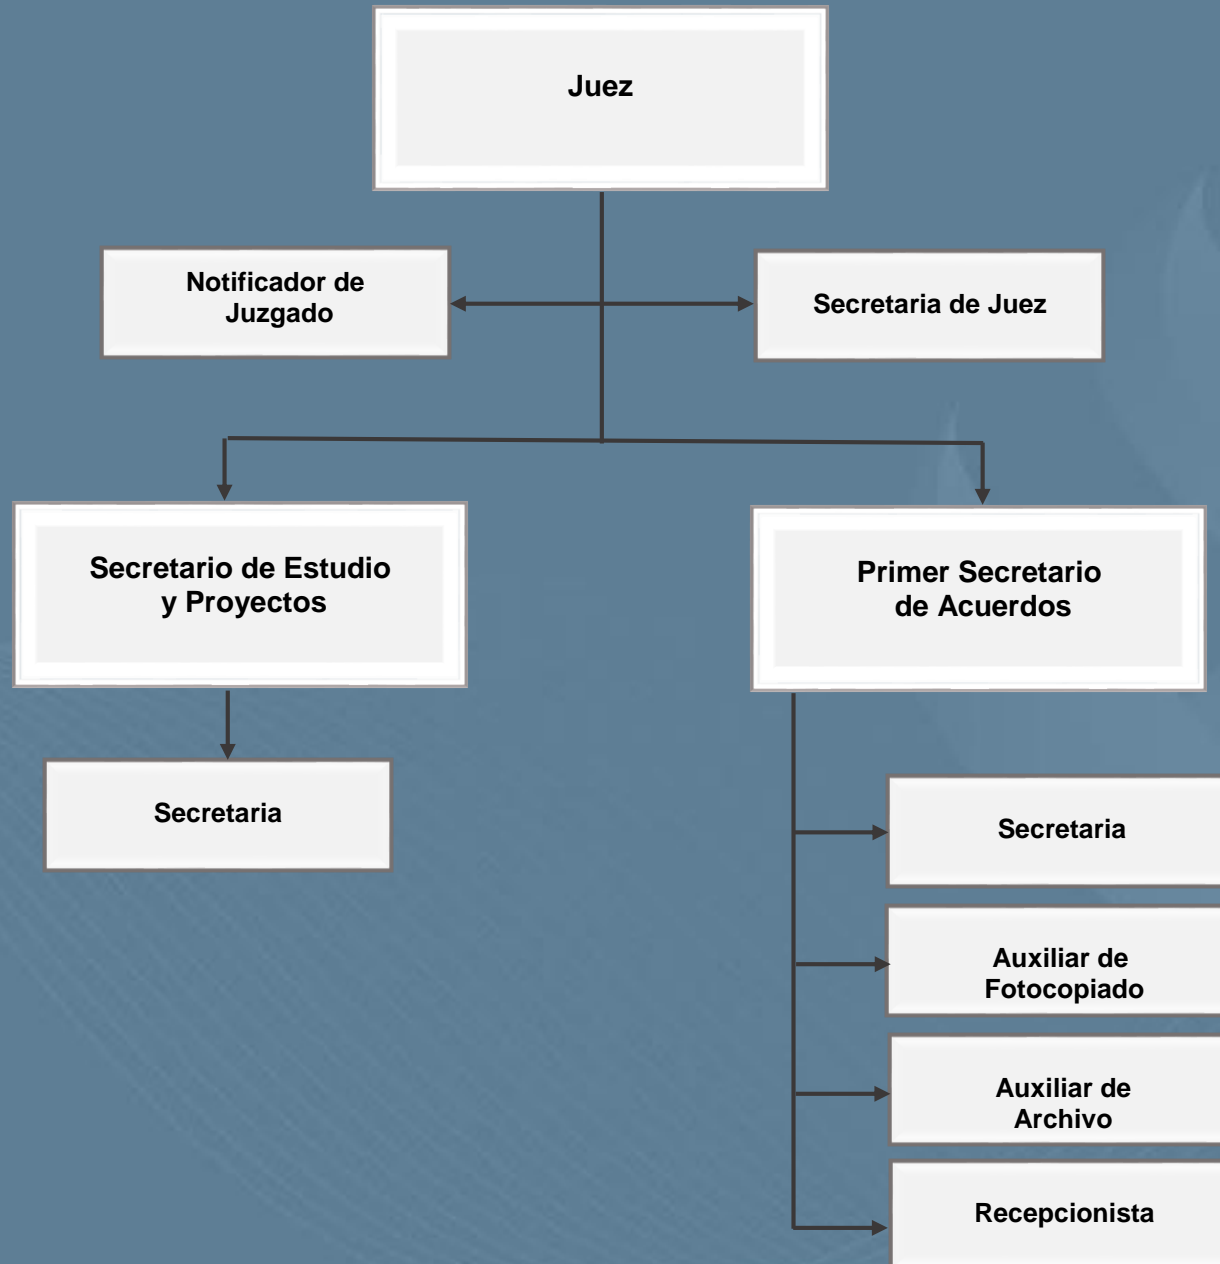 Juez
Notificador de
Juzgado
Secretaria de Juez
Secretario de Estudio
y Proyectos
Primer Secretario
de Acuerdos
Secretaria
Secretaria
Auxiliar de
Fotocopiado
Auxiliar de
Archivo
Recepcionista